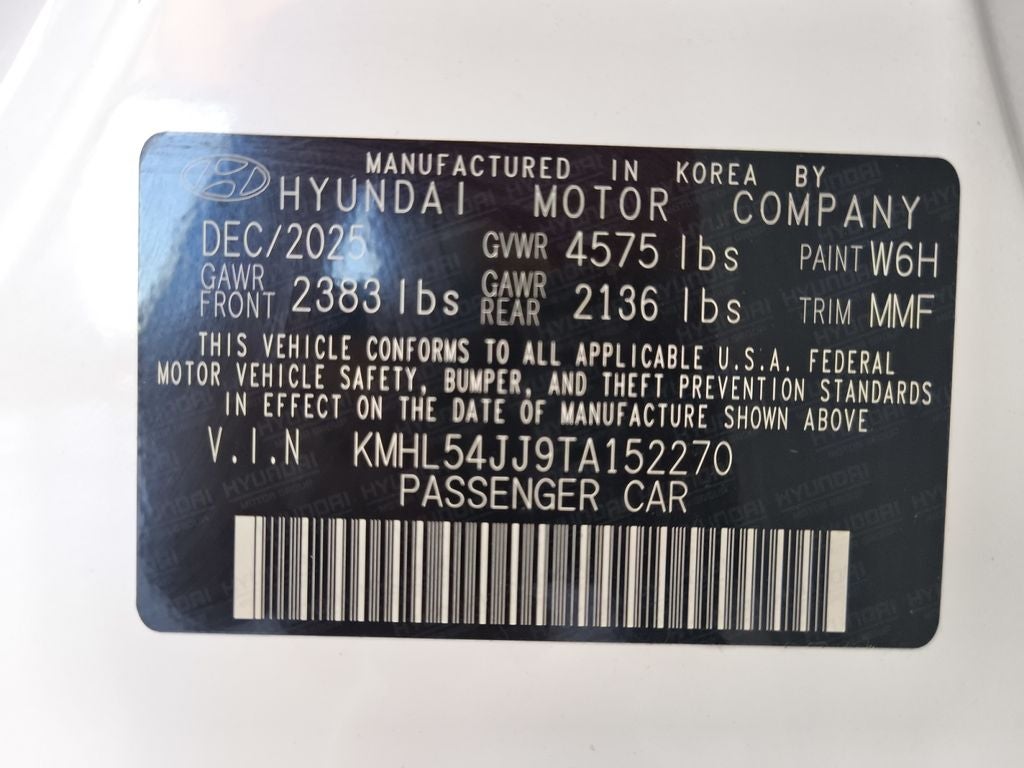 MANUFACTURED IN KOREA BY
HYUNDAI MOTOR COMPANY
DEC/2025 GVWR 4575 lbs PAINT W6H
GAWR FRONT 2383 lbs GAWR REAR 2136 lbs TRIM MMF
THIS VEHICLE CONFORMS TO ALL APPLICABLE U.S.A. FEDERAL
MOTOR VEHICLE SAFETY, BUMPER, AND THEFT PREVENTION STANDARDS
IN EFFECT ON THE DATE OF MANUFACTURE SHOWN ABOVE
V.I.N KMHL54JJ9TA152270
PASSENGER CAR